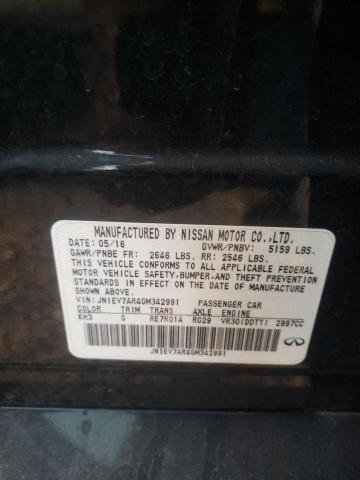 MANUFACTURED BY NISSAN MOTOR CO.,LTD.
DATE: 05/16 GVWR/PNBV: 5159 LBS.
GAWR/PNBE FR: 2646 LBS. RR: 2546 LBS.
THIS VEHICLE CONFORMS TO ALL APPLICABLE FEDERAL
MOTOR VEHICLE SAFETY,BUMPER,AND THEFT PREVENTION
STANDARDS IN EFFECT ON THE DATE OF MANUFACTURE
SHOWN ABOVE.
VIN: JN1EV7AR4GM342991 PASSENGER CAR
COLOR TRIM TRANS AXLE ENGINE
KH3 G RE7R01A RG29 VR30(DDTT) 2997CC
JN1EV7AR4GM342991